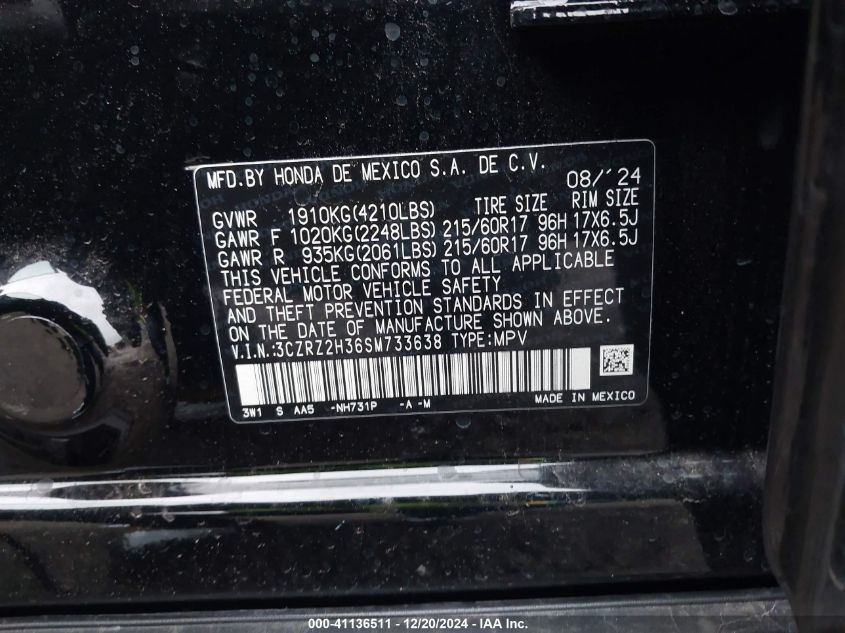 MFD.BY HONDA DE MEXICO S.A. DE C.V. 08/'24
GVWR 1910KG(4210LBS) TIRE SIZE RIM SIZE
GAWR F 1020KG(2248LBS) 215/60R17 96H 17X6.5J
GAWR R 935KG(2061LBS) 215/60R17 96H 17X6.5J
THIS VEHICLE CONFORMS TO ALL APPLICABLE
FEDERAL MOTOR VEHICLE SAFETY
AND THEFT PREVENTION STANDARDS IN EFFECT
ON THE DATE OF MANUFACTURE SHOWN ABOVE.
V.I.N.:3CZRZ2H36SM733638 TYPE:MPV
3W1 S AA5 -NH731P -A-M MADE IN MEXICO
000-41136511 - 12/20/2024 - IAA, Inc.